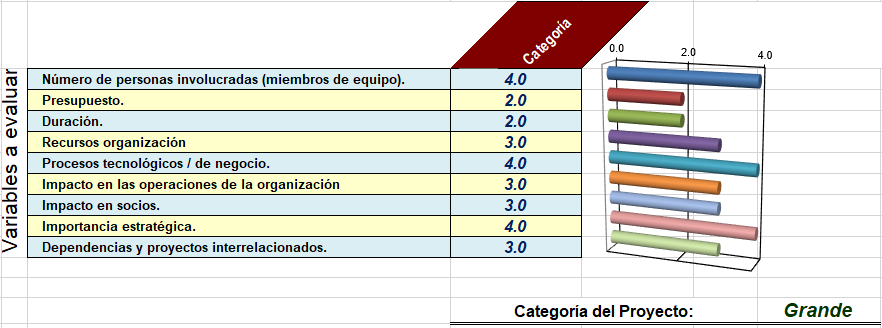 Categoría
0.0 2.0 4.0
Variables a evaluar
Número de personas involucradas (miembros de equipo). 4.0
Presupuesto. 2.0
Duración. 2.0
Recursos organización 3.0
Procesos tecnológicos / de negocio. 4.0
Impacto en las operaciones de la organización 3.0
Impacto en socios. 3.0
Importancia estratégica. 4.0
Dependencias y proyectos interrelacionados. 3.0
Categoría del Proyecto: Grande